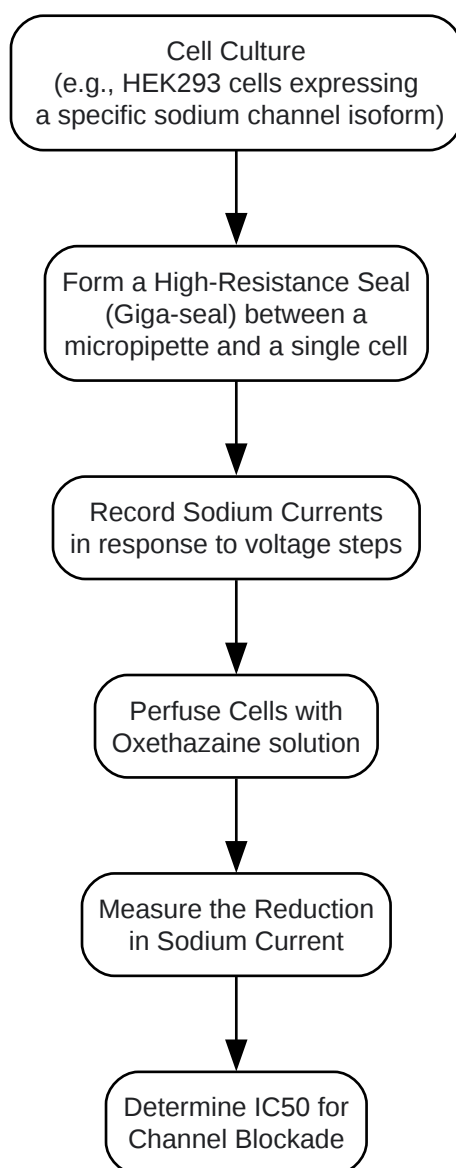 Cell Culture
(e.g., HEK293 cells expressing
a specific sodium channel isoform)
Form a High-Resistance Seal
(Giga-seal) between a
micropipette and a single cell
Record Sodium Currents
in response to voltage steps
Perfuse Cells with
Oxethazaine solution
Measure the Reduction
in Sodium Current
Determine IC50 for
Channel Blockade